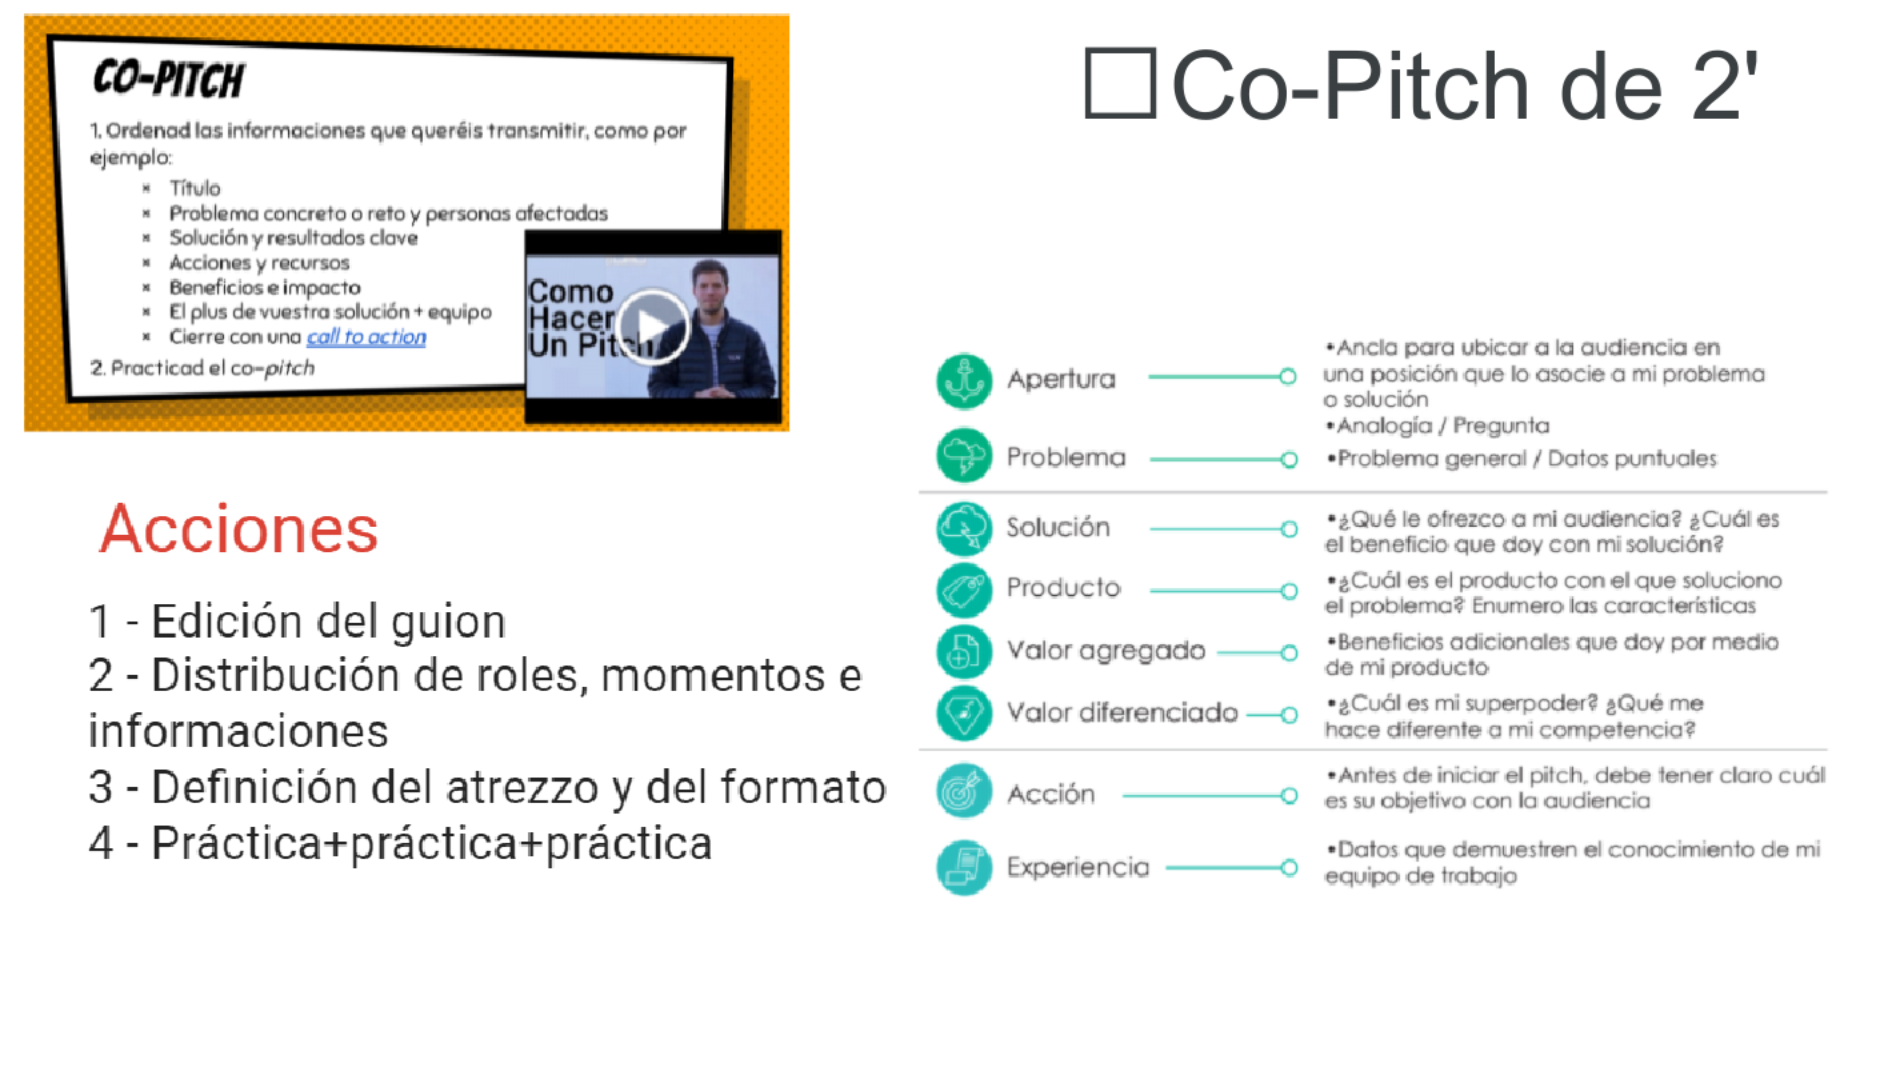 CO-PITCH
1. Ordenad las informaciones que queréis transmitir, como por
ejemplo:
× Título
× Problema concreto o reto y personas afectadas
× Solución y resultados clave
× Acciones y recursos
× Beneficios e impacto
× El plus de vuestra solución + equipo
× Cierre con una call to action
2. Practicad el co-pitch
Como
Hacer
Un Pitch
Acciones
1 - Edición del guion
2 - Distribución de roles, momentos e
informaciones
3 - Definición del atrezzo y del formato
4 - Práctica+práctica+práctica
☐Co-Pitch de 2'
Apertura
•Ancla para ubicar a la audiencia en
una posición que lo asocie a mi problema
o solución
•Analogía / Pregunta
Problema
•Problema general / Datos puntuales
Solución
•¿Qué le ofrezco a mi audiencia? ¿Cuál es
el beneficio que doy con mi solución?
Producto
•¿Cuál es el producto con el que soluciono
el problema? Enumero las características
Valor agregado
•Beneficios adicionales que doy por medio
de mi producto
Valor diferenciado
•¿Cuál es mi superpoder? ¿Qué me
hace diferente a mi competencia?
Acción
•Antes de iniciar el pitch, debe tener claro cuál
es su objetivo con la audiencia
Experiencia
•Datos que demuestren el conocimiento de mi
equipo de trabajo